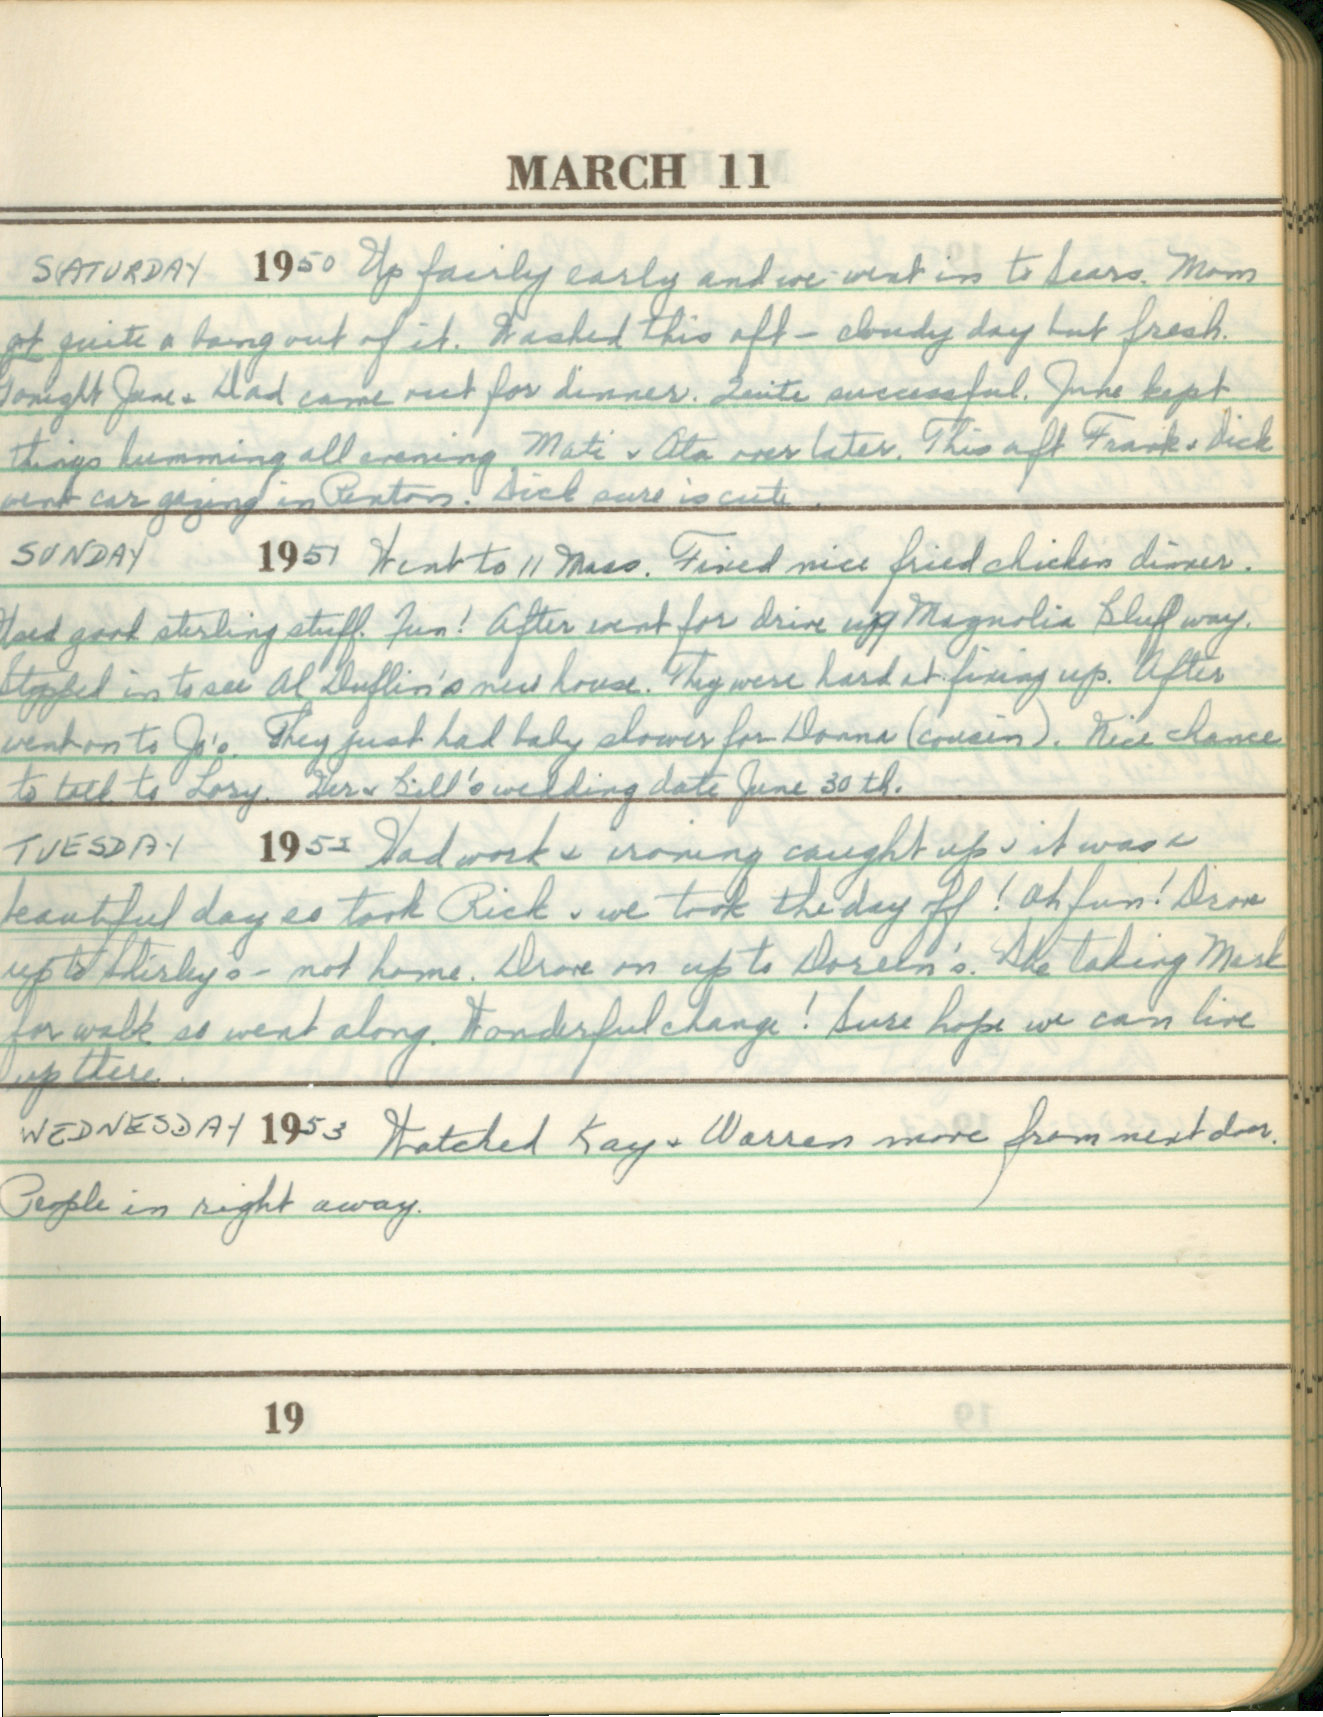 MARCH 11
SATURDAY 1950 Up fairly early and we went in to Sears. Mom
got quite a bang out of it. Washed this aft - cloudy day but fresh.
Tonight June & Dad came out for dinner. Quite successful. June kept
things humming all evening Mati & Ata over later. This aft Frank & Dick
went car gazing in Renton. Dick sure is cute.
SUNDAY 1951 Went to 11 Mass. Fixed nice fried chicken dinner.
Used good sterling stuff. Fun! After went for drive up Magnolia Bluff way.
Stopped in to see Al Duflin's new house. They were hard at fixing up. After
went on to Jo's. They just had baby shower for Donna (cousin). Nice chance
to talk to Lory. Her & Bill's wedding date June 30th.
TUESDAY 1952 Had work & ironing caught up & it was a
beautiful day so took Rick & we took the day off! Oh fun! Drove
up to Shirley's - not home. Drove on up to Doreen's. She taking Mark
for walk so went along. Wonderful change! Sure hope we can live
up there.
WEDNESDAY 1953 Watched Kay & Warren move from next door.
People in right away.
19